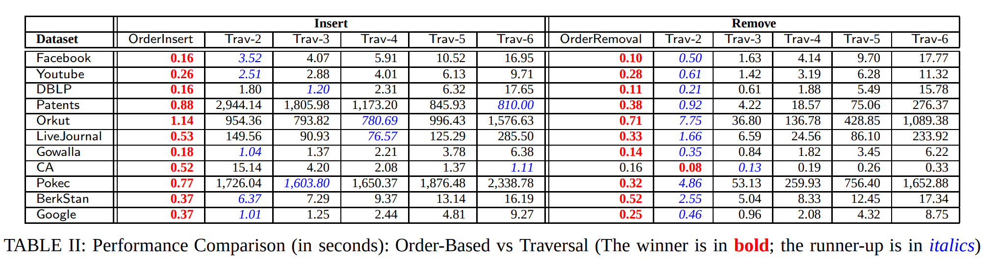 Insert Remove
Dataset OrderInsert Trav-2 Trav-3 Trav-4 Trav-5 Trav-6 OrderRemoval Trav-2 Trav-3 Trav-4 Trav-5 Trav-6
Facebook 0.16 3.52 4.07 5.91 10.52 16.95 0.10 0.50 1.63 4.14 9.70 17.77
Youtube 0.26 2.51 2.88 4.01 6.13 9.71 0.28 0.61 1.42 3.19 6.28 11.32
DBLP 0.16 1.80 1.20 2.31 6.32 17.65 0.11 0.21 0.61 1.88 5.49 15.78
Patents 0.88 2,944.14 1,805.98 1,173.20 845.93 810.00 0.38 0.92 4.22 18.57 75.06 276.37
Orkut 1.14 954.36 793.82 780.69 996.43 1,576.63 0.71 7.75 36.80 136.78 428.85 1,089.38
LiveJournal 0.53 149.56 90.93 76.57 125.29 285.50 0.33 1.66 6.59 24.56 86.10 233.92
Gowalla 0.18 1.04 1.37 2.21 3.78 6.38 0.14 0.35 0.84 1.82 3.45 6.22
CA 0.52 15.14 4.20 2.08 1.37 1.11 0.16 0.08 0.13 0.19 0.26 0.33
Pokec 0.77 1,726.04 1,603.80 1,650.37 1,876.48 2,338.78 0.32 4.86 53.13 259.93 756.40 1,652.88
BerkStan 0.37 6.37 7.29 9.37 13.14 16.19 0.52 2.55 5.04 8.33 12.45 17.34
Google 0.37 1.01 1.25 2.44 4.81 9.27 0.25 0.46 0.96 2.08 4.32 8.75
TABLE II: Performance Comparison (in seconds): Order-Based vs Traversal (The winner is in bold; the runner-up is in italics)